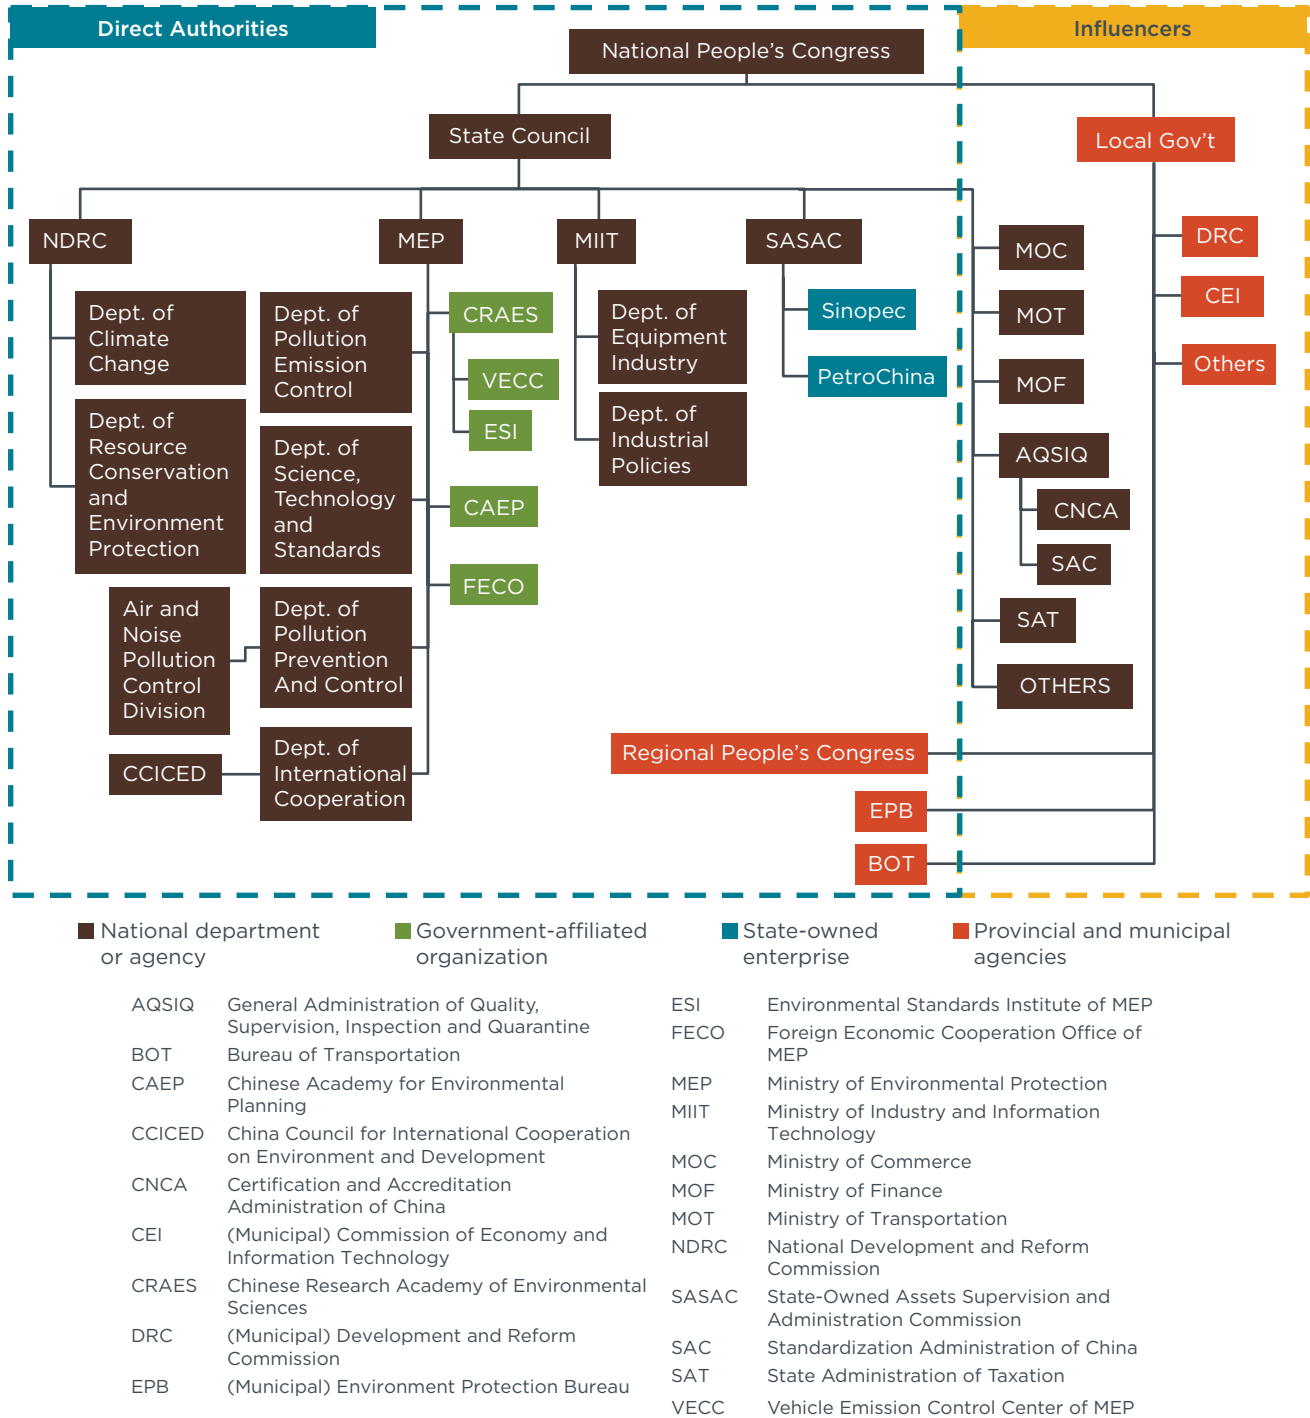 Direct Authorities
Influencers
National People's Congress
State Council
Local Gov't
NDRC
MEP
MIIT
SASAC
Dept. of
Climate
Change
Dept. of
Resource
Conservation
and
Environment
Protection
Air and
Noise
Pollution
Control
Division
CCICED
Dept. of
Pollution
Emission
Control
Dept. of
Science,
Technology
and
Standards
Dept. of
Pollution
Prevention
And Control
Dept. of
International
Cooperation
CRAES
VECC
ESI
CAEP
FECO
Dept. of
Equipment
Industry
Dept. of
Industrial
Policies
Sinopec
PetroChina
MOC
MOT
MOF
AQSIQ
CNCA
SAC
SAT
OTHERS
DRC
CEI
Others
Regional People's Congress
EPB
BOT
National department
or agency
Government-affiliated
organization
State-owned
enterprise
Provincial and municipal
agencies
AQSIQ General Administration of Quality,
Supervision, Inspection and Quarantine
BOT Bureau of Transportation
CAEP Chinese Academy for Environmental
Planning
CCICED China Council for International Cooperation
on Environment and Development
CNCA Certification and Accreditation
Administration of China
CEI (Municipal) Commission of Economy and
Information Technology
CRAES Chinese Research Academy of Environmental
Sciences
DRC (Municipal) Development and Reform
Commission
EPB (Municipal) Environment Protection Bureau
ESI Environmental Standards Institute of MEP
FECO Foreign Economic Cooperation Office of
MEP
MEP Ministry of Environmental Protection
MIIT Ministry of Industry and Information
Technology
MOC Ministry of Commerce
MOF Ministry of Finance
MOT Ministry of Transportation
NDRC National Development and Reform
Commission
SASAC State-Owned Assets Supervision and
Administration Commission
SAC Standardization Administration of China
SAT State Administration of Taxation
VECC Vehicle Emission Control Center of MEP